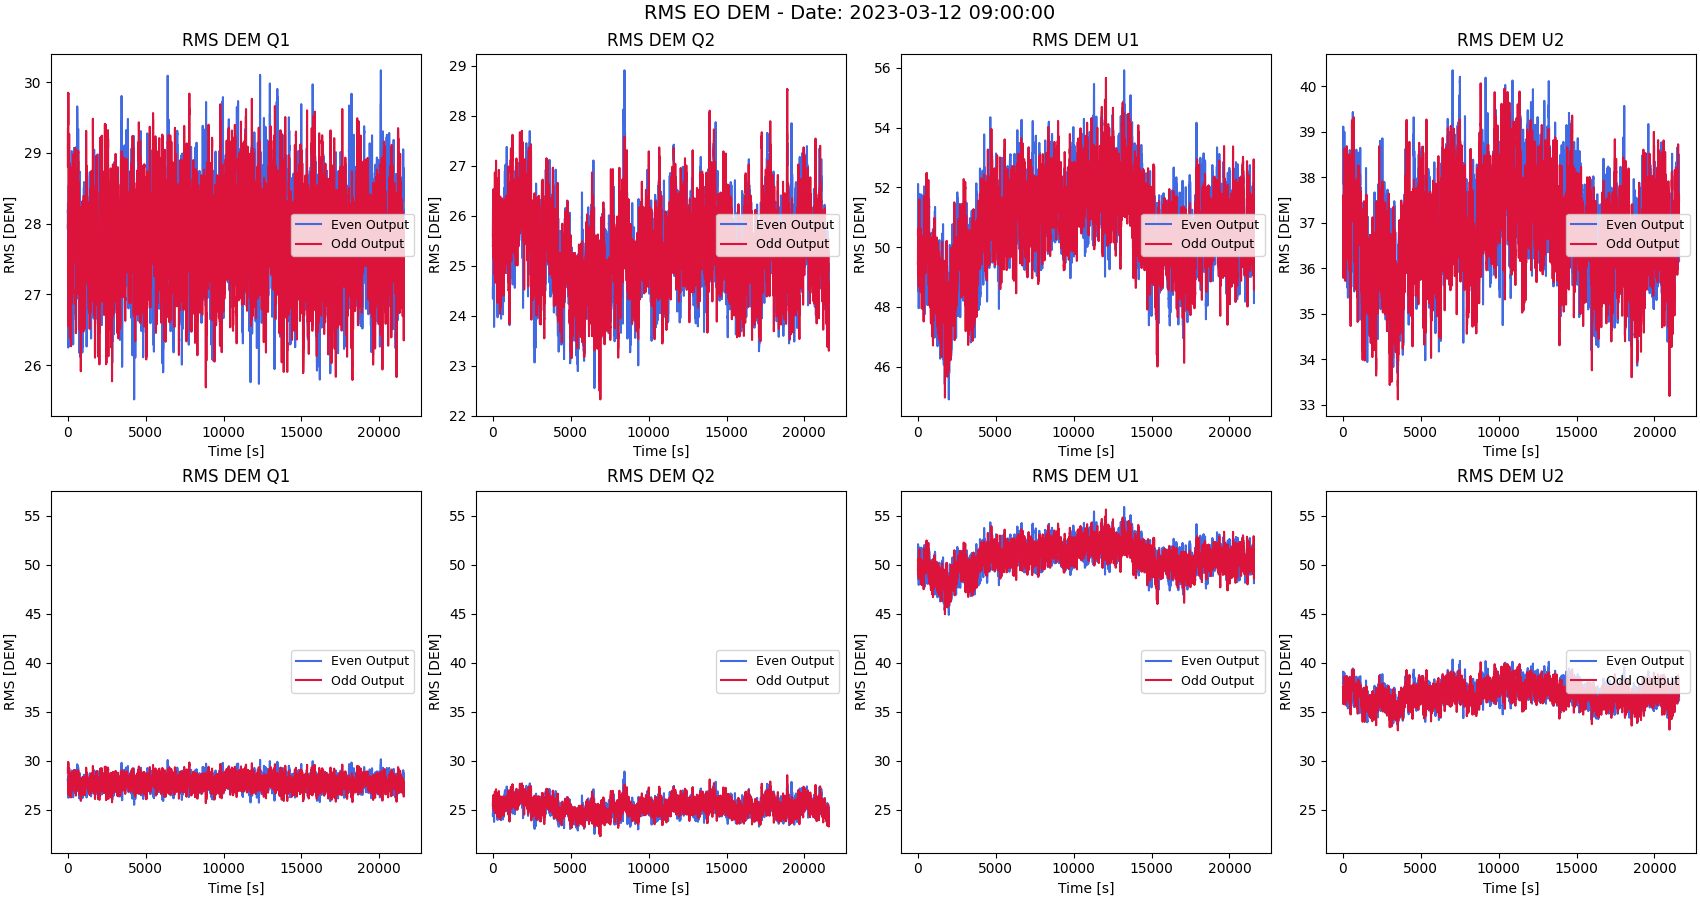 RMS EO DEM - Date: 2023-03-12 09:00:00
RMS DEM Q1
RMS [DEM]
30
29
28
27
26
0 5000 10000 15000 20000
Time [s]
Even Output
Odd Output
RMS DEM Q2
RMS [DEM]
29
28
27
26
25
24
23
22
0 5000 10000 15000 20000
Time [s]
Even Output
Odd Output
RMS DEM U1
RMS [DEM]
56
54
52
50
48
46
0 5000 10000 15000 20000
Time [s]
Even Output
Odd Output
RMS DEM U2
RMS [DEM]
40
39
38
37
36
35
34
33
0 5000 10000 15000 20000
Time [s]
Even Output
Odd Output
RMS DEM Q1
RMS [DEM]
55
50
45
40
35
30
25
0 5000 10000 15000 20000
Time [s]
Even Output
Odd Output
RMS DEM Q2
RMS [DEM]
55
50
45
40
35
30
25
0 5000 10000 15000 20000
Time [s]
Even Output
Odd Output
RMS DEM U1
RMS [DEM]
55
50
45
40
35
30
25
0 5000 10000 15000 20000
Time [s]
Even Output
Odd Output
RMS DEM U2
RMS [DEM]
55
50
45
40
35
30
25
0 5000 10000 15000 20000
Time [s]
Even Output
Odd Output